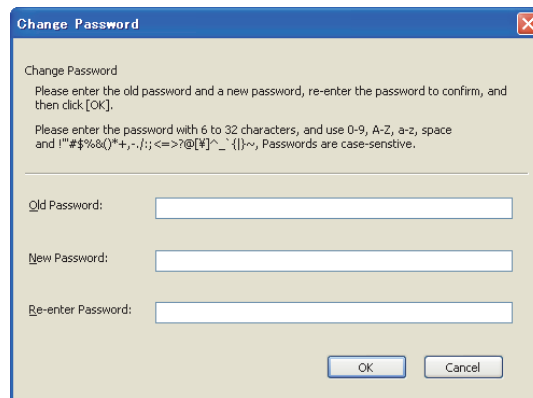 Change Password
Change Password
Please enter the old password and a new password, re-enter the password to confirm, and
then click [OK].
Please enter the password with 6 to 32 characters, and use 0-9, A-Z, a-z, space
and !"'#$%&()*+,-./:;<=>?@[¥]^_`{|}~, Passwords are case-senstive.
Old Password:
New Password:
Re-enter Password:
OK
Cancel